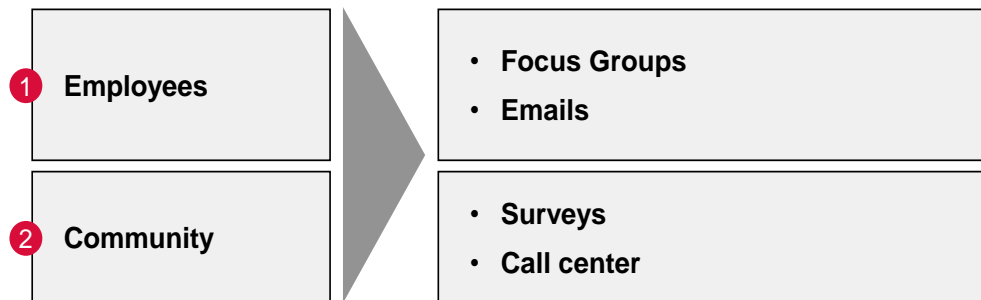 1 Employees
• Focus Groups
• Emails
2 Community
• Surveys
• Call center